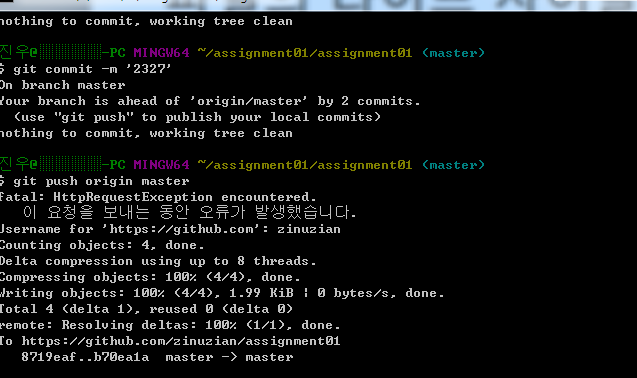 nothing to commit, working tree clean
진우@ -PC MINGW64 ~/assignment01/assignment01 (master)
$ git commit -m '2327'
On branch master
Your branch is ahead of 'origin/master' by 2 commits.
(use "git push" to publish your local commits)
nothing to commit, working tree clean
진우@ -PC MINGW64 ~/assignment01/assignment01 (master)
$ git push origin master
fatal: HttpRequestException encountered.
이 요청을 보내는 동안 오류가 발생했습니다.
Username for 'https://github.com': zinuzian
Counting objects: 4, done.
Delta compression using up to 8 threads.
Compressing objects: 100% (4/4), done.
Writing objects: 100% (4/4), 1.99 KiB | 0 bytes/s, done.
Total 4 (delta 1), reused 0 (delta 0)
remote: Resolving deltas: 100% (1/1), done.
To https://github.com/zinuzian/assignment01
8719eaf..b70ea1a master -> master